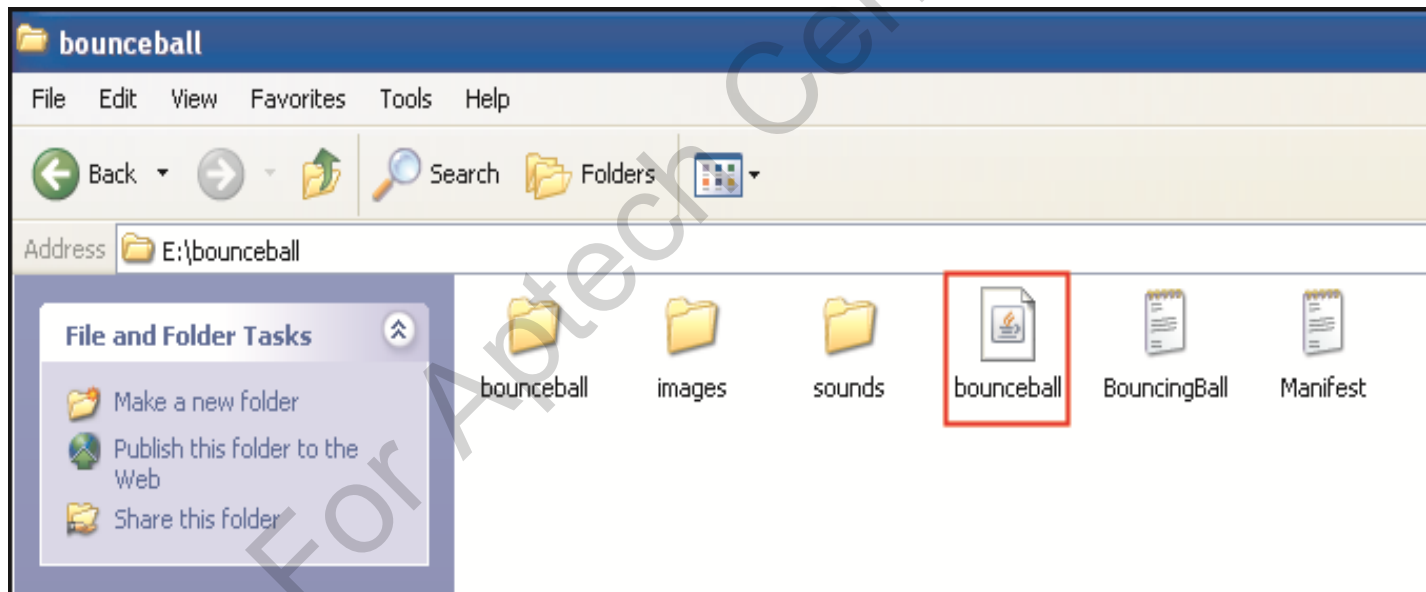 bounceball
File Edit View Favorites Tools Help
Back Search Folders
Address E:\bounceball
File and Folder Tasks
Make a new folder
Publish this folder to the
Web
Share this folder
bounceball images sounds bounceball BouncingBall Manifest
For Aptech Cen